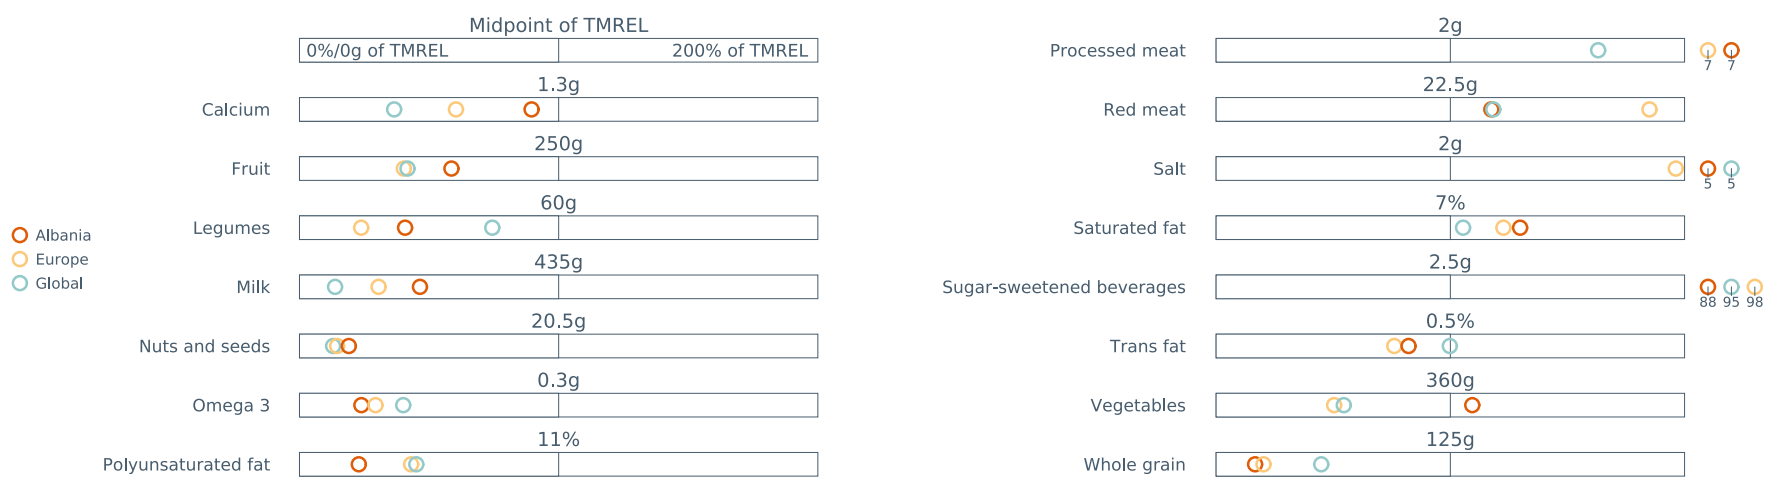 Midpoint of TMREL
0%/0g of TMREL 200% of TMREL
1.3g
Calcium
250g
Fruit
60g
Legumes
435g
Milk
20.5g
Nuts and seeds
0.3g
Omega 3
11%
Polyunsaturated fat
Albania
Europe
Global
2g
Processed meat
7 7
22.5g
Red meat
2g
Salt
5 5
7%
Saturated fat
2.5g
Sugar-sweetened beverages
88 95 98
0.5%
Trans fat
360g
Vegetables
125g
Whole grain